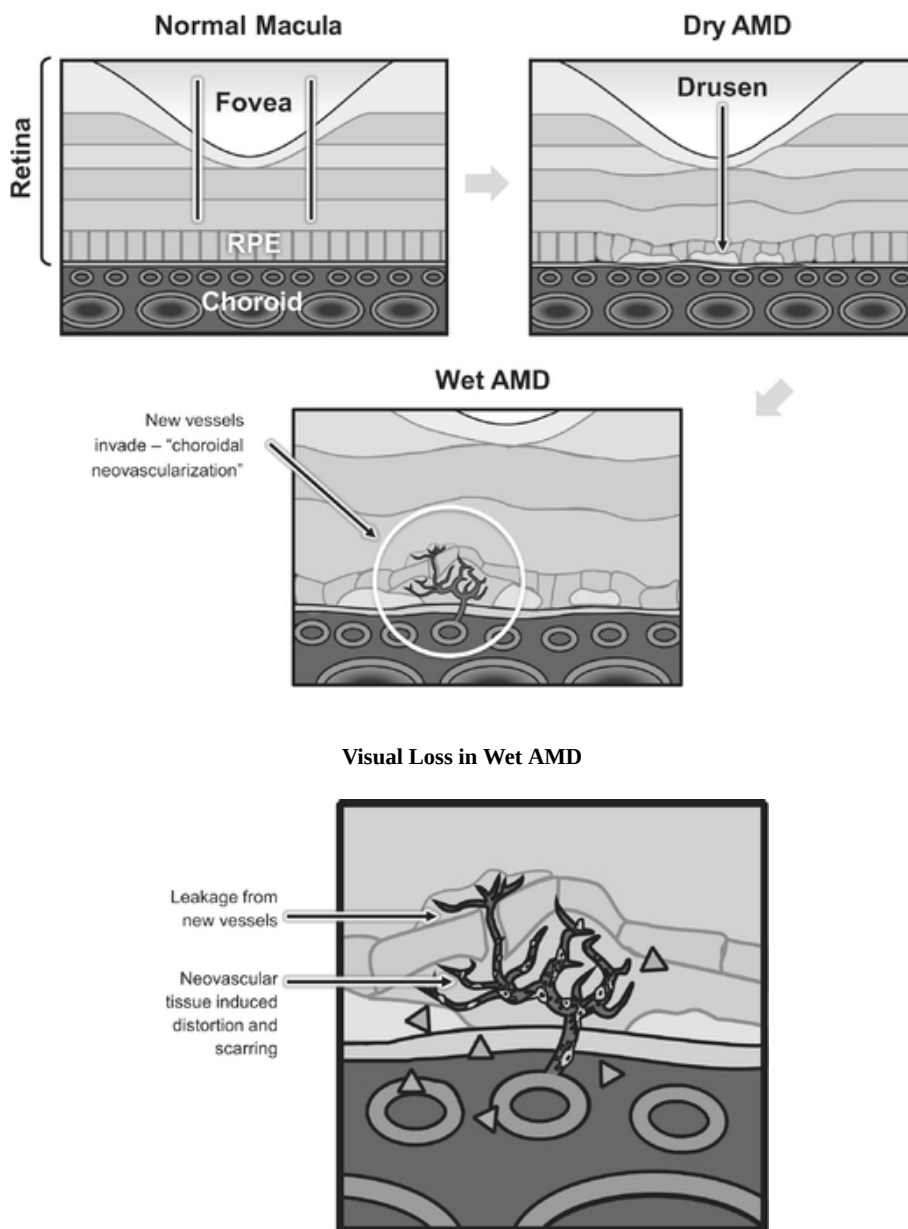 Normal Macula
Dry AMD
Retina
Fovea
RPE
Choroid
Drusen
Wet AMD
New vessels
invade – “choroidal
neovascularization”
Visual Loss in Wet AMD
Leakage from
new vessels
Neovascular
tissue induced
distortion and
scarring